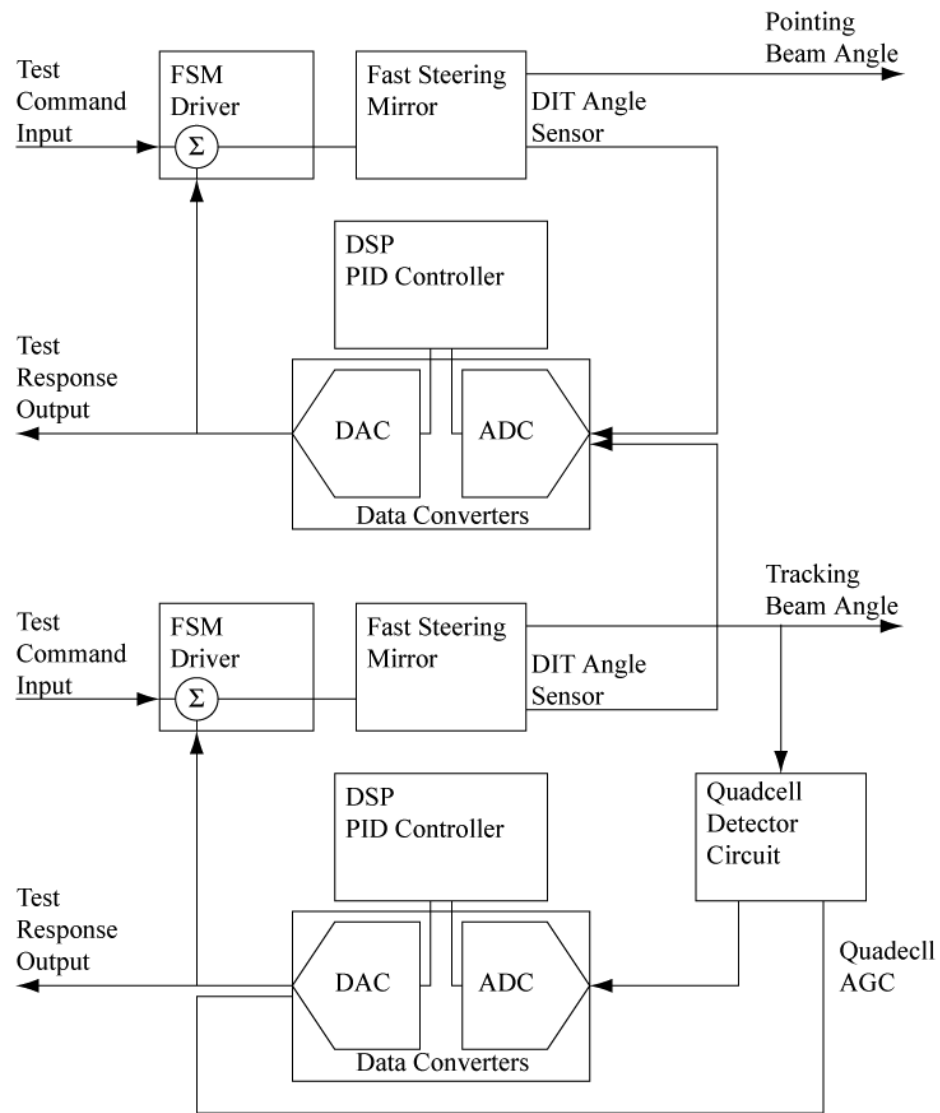 Pointing
Beam Angle
Test
Command
Input
FSM
Driver
Σ
Fast Steering
Mirror
DIT Angle
Sensor
DSP
PID Controller
Test
Response
Output
DAC
ADC
Data Converters
Tracking
Beam Angle
Test
Command
Input
FSM
Driver
Σ
Fast Steering
Mirror
DIT Angle
Sensor
DSP
PID Controller
Quadcell
Detector
Circuit
Test
Response
Output
DAC
ADC
Quadecll
AGC
Data Converters